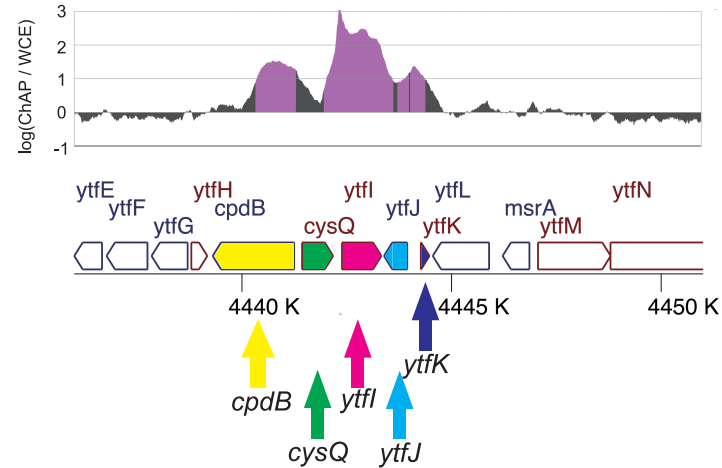 3
2
1
0
-1
log(ChAP / WCE)
ytfE ytfH ytfI ytfL ytfN
ytfF cpdB ytfJ msrA
ytfG cysQ ytfK ytfM
4440 K 4445 K 4450 K
ytfK
cpdB ytfI
cysQ ytfJ